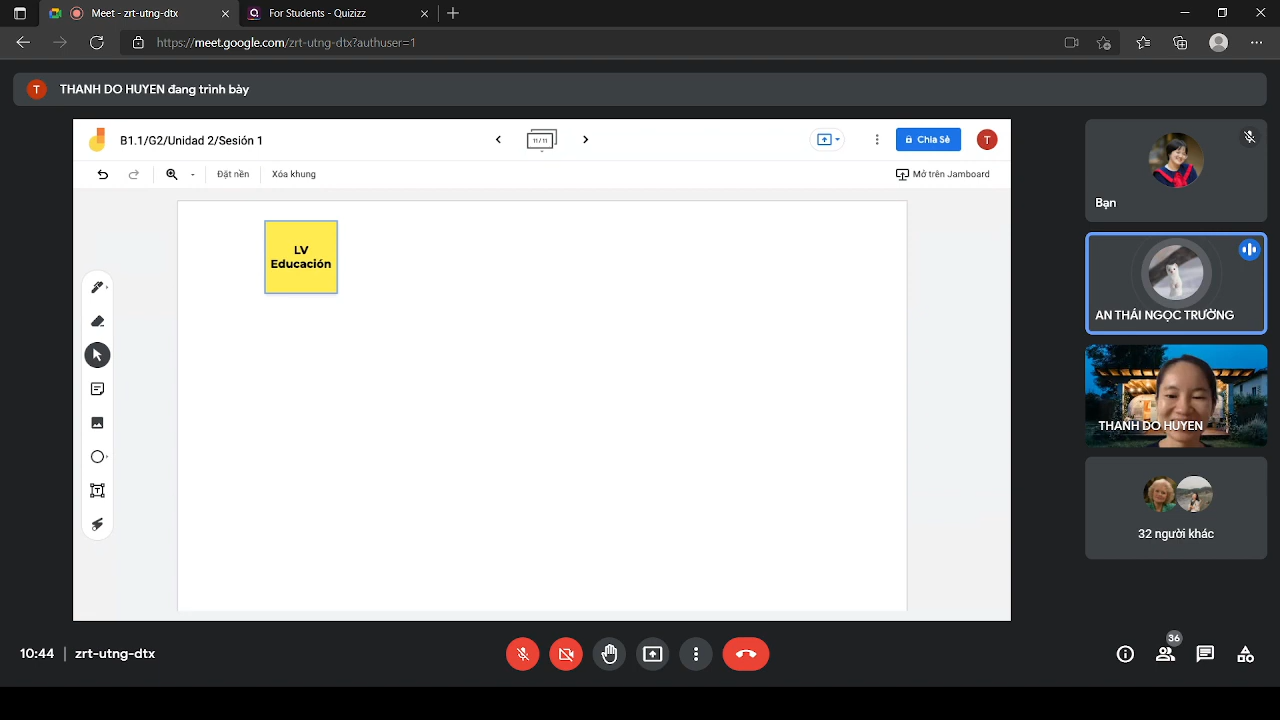 Meet - zrt-utng-dtx
For Students - Quizizz
https://meet.google.com/zrt-utng-dtx?authuser=1
T
THANH DO HUYEN đang trình bày
B1.1/G2/Unidad 2/Sesión 1
11/11
Chia Sẻ
T
Đặt nền
Xóa khung
Mở trên Jamboard
LV
Educación
Bạn
AN THÁI NGỌC TRƯỜNG
THANH DO HUYEN
32 người khác
10:44 | zrt-utng-dtx
36